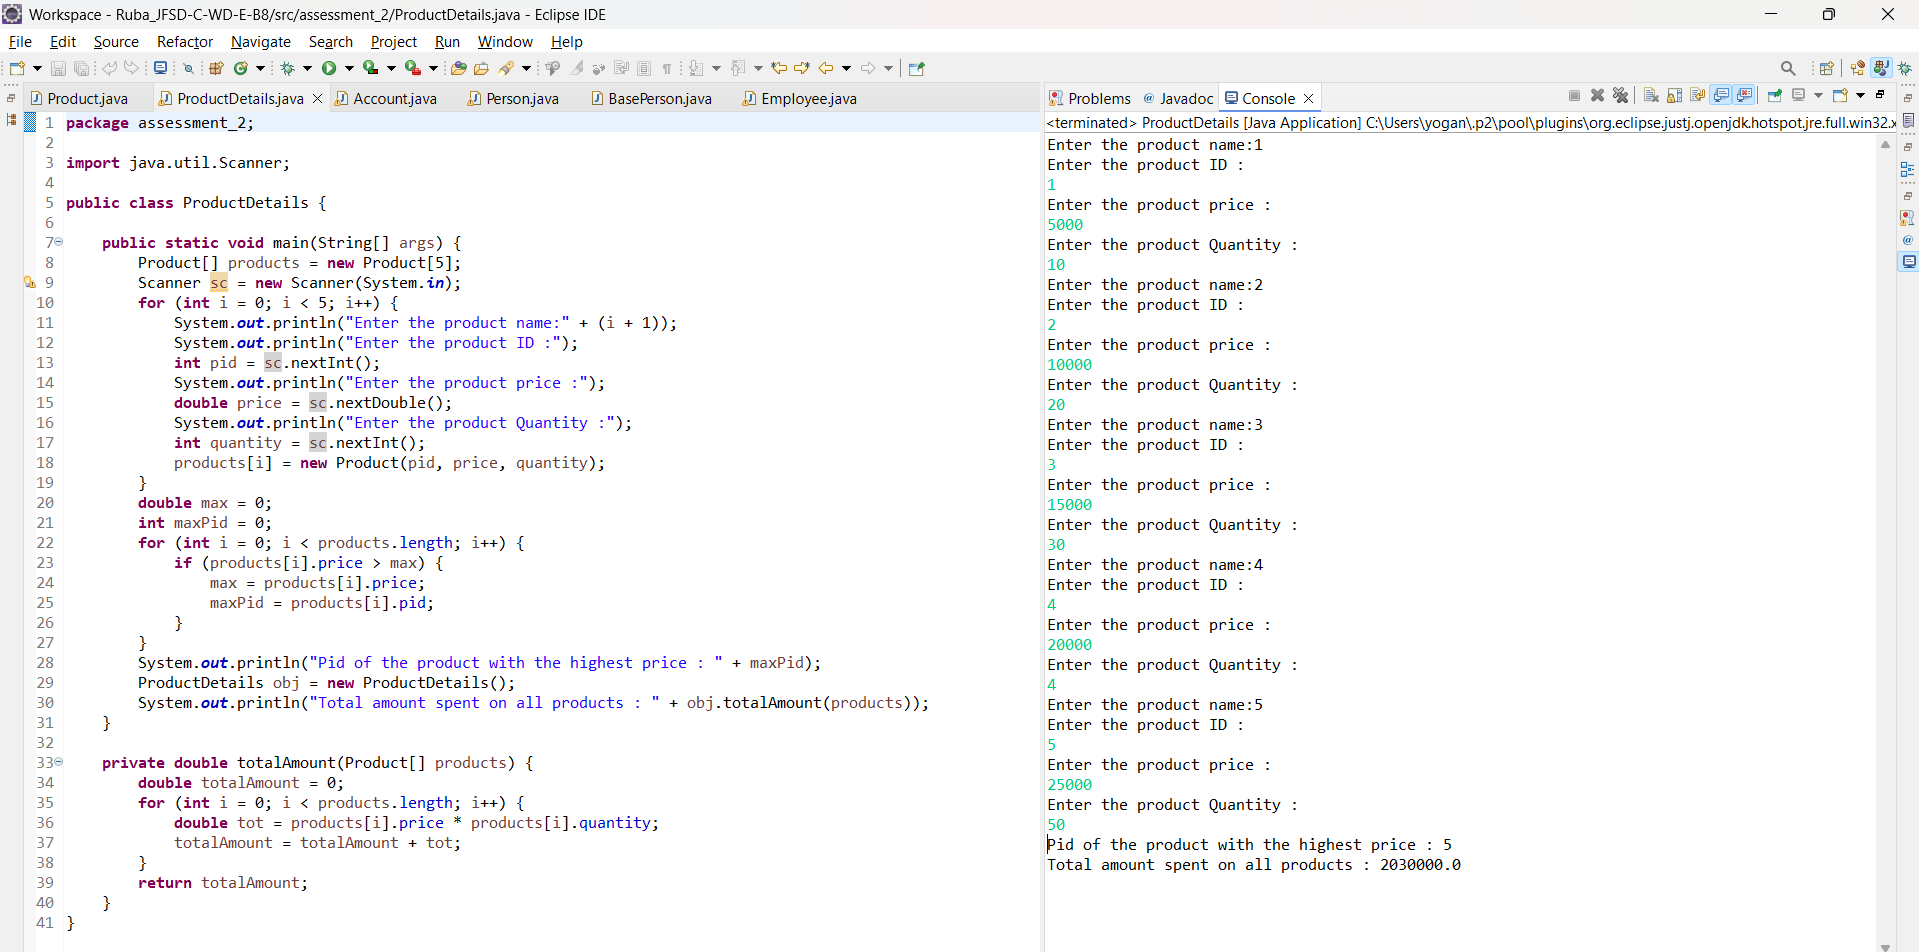 Workspace - Ruba_JFSD-C-WD-E-B8/src/assessment_2/ProductDetails.java - Eclipse IDE
File Edit Source Refactor Navigate Search Project Run Window Help
Product.java ProductDetails.java Account.java Person.java BasePerson.java Employee.java
1 package assessment_2;
2
3 import java.util.Scanner;
4
5 public class ProductDetails {
6
7 public static void main(String[] args) {
8 Product[] products = new Product[5];
9 Scanner sc = new Scanner(System.in);
10 for (int i = 0; i < 5; i++) {
11 System.out.println("Enter the product name:" + (i + 1));
12 System.out.println("Enter the product ID :");
13 int pid = sc.nextInt();
14 System.out.println("Enter the product price :");
15 double price = sc.nextDouble();
16 System.out.println("Enter the product Quantity :");
17 int quantity = sc.nextInt();
18 products[i] = new Product(pid, price, quantity);
19 }
20 double max = 0;
21 int maxPid = 0;
22 for (int i = 0; i < products.length; i++) {
23 if (products[i].price > max) {
24 max = products[i].price;
25 maxPid = products[i].pid;
26 }
27 }
28 System.out.println("Pid of the product with the highest price : " + maxPid);
29 ProductDetails obj = new ProductDetails();
30 System.out.println("Total amount spent on all products : " + obj.totalAmount(products));
31 }
32
33 private double totalAmount(Product[] products) {
34 double totalAmount = 0;
35 for (int i = 0; i < products.length; i++) {
36 double tot = products[i].price * products[i].quantity;
37 totalAmount = totalAmount + tot;
38 }
39 return totalAmount;
40 }
41 }
Problems @ Javadoc Console
<terminated> ProductDetails [Java Application] C:\Users\yogan\.p2\pool\plugins\org.eclipse.justj.openjdk.hotspot.jre.full.win32.x
Enter the product name:1
Enter the product ID :
1
Enter the product price :
5000
Enter the product Quantity :
10
Enter the product name:2
Enter the product ID :
2
Enter the product price :
10000
Enter the product Quantity :
20
Enter the product name:3
Enter the product ID :
3
Enter the product price :
15000
Enter the product Quantity :
30
Enter the product name:4
Enter the product ID :
4
Enter the product price :
20000
Enter the product Quantity :
4
Enter the product name:5
Enter the product ID :
5
Enter the product price :
25000
Enter the product Quantity :
50
Pid of the product with the highest price : 5
Total amount spent on all products : 2030000.0